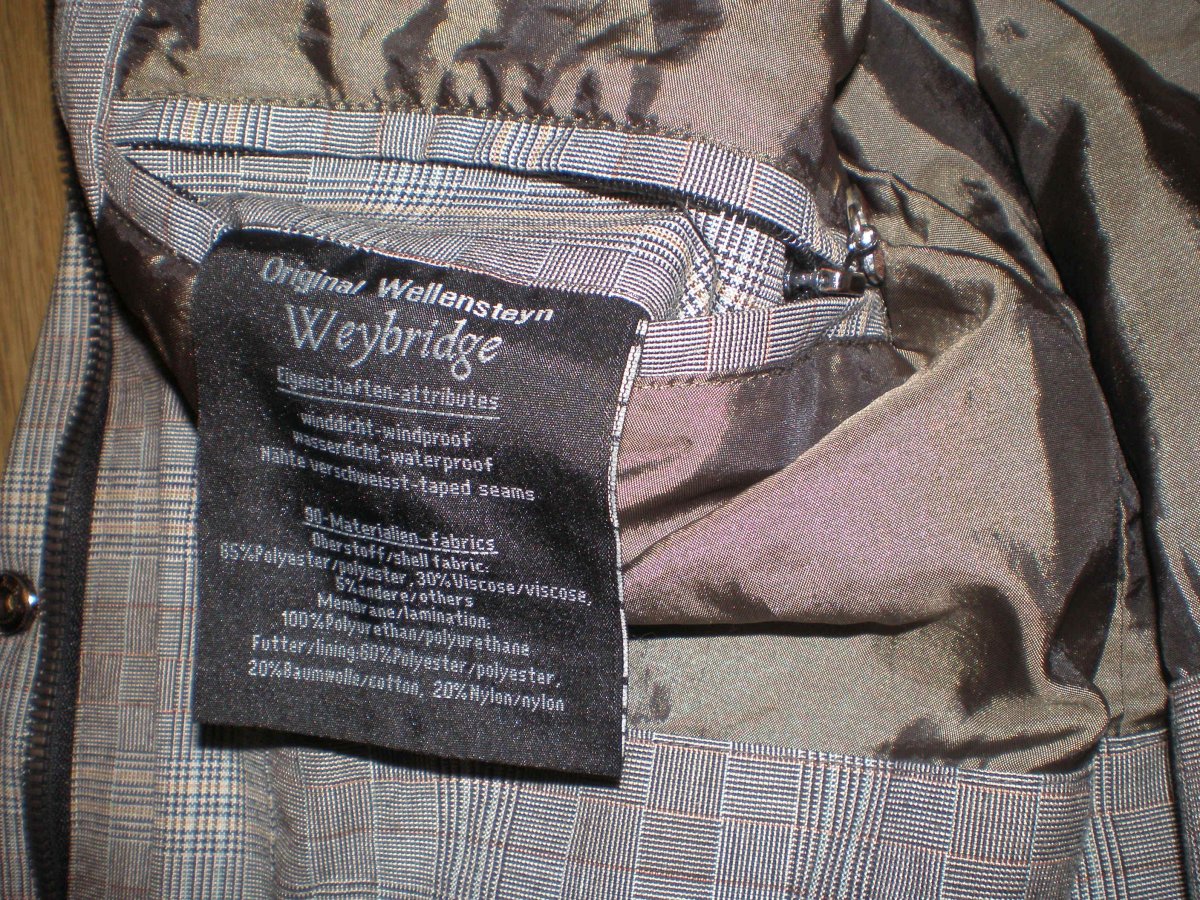 Original Wellensteyn
Weybridge
Eigenschaften-attributes
winddicht-windproof
wasserdicht-waterproof
Nähte verschweisst-taped seams
90-Materialien-fabrics
Oberstoff/shell fabric:
65%Polyester/polyester,30%Viscose/viscose,
5%andere/others
Membrane/lamination:
100%Polyurethan/polyurethane
Futter/lining:60%Polyester/polyester,
20%Baumwolle/cotton, 20%Nylon/nylon